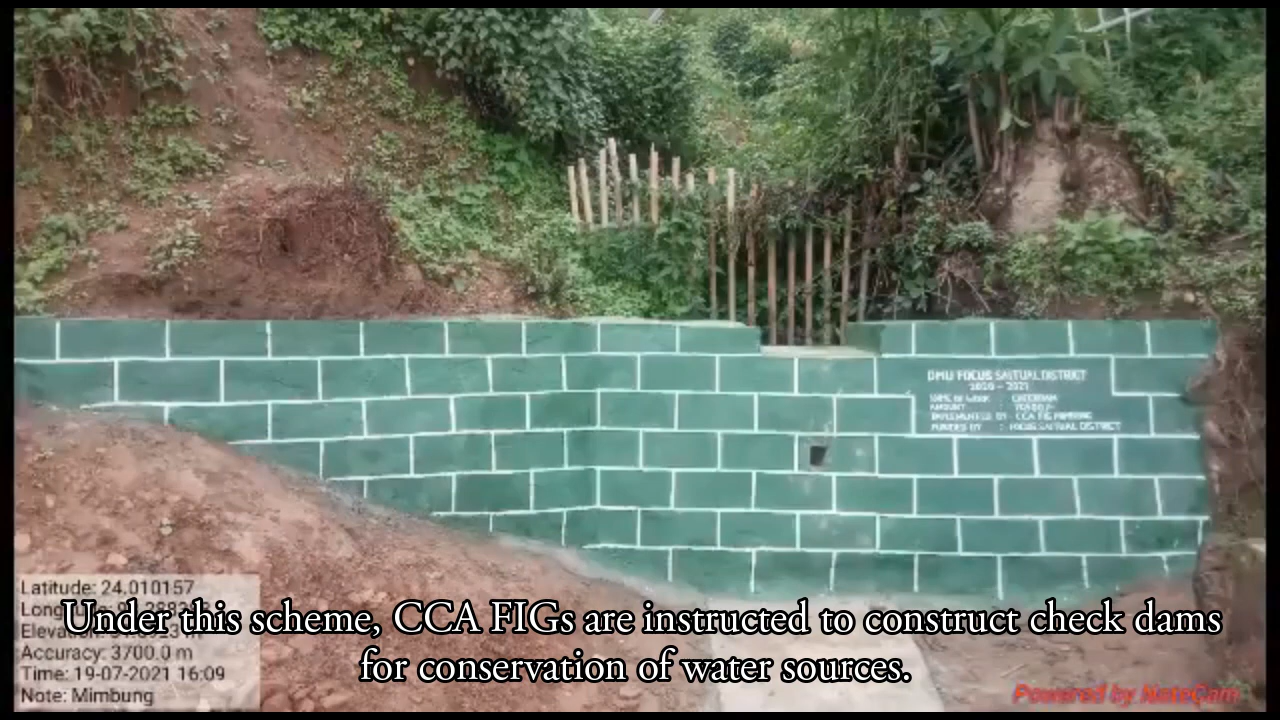 DMU FOCUS SAITUAL DISTRICT
2020 - 2021
NAME OF WORK : CHECKDAM
AMOUNT :
IMPLEMENTED BY : CCA FIG MIMBUNG
FUNDED BY : FOCUS SAITUAL DISTRICT
Latitude: 24.010157
Elevation:
Accuracy: 3700.0 m
Time: 19-07-2021 16:09
Note: Mimbung
Under this scheme, CCA FIGs are instructed to construct check dams
for conservation of water sources.
Powered by NoteCam